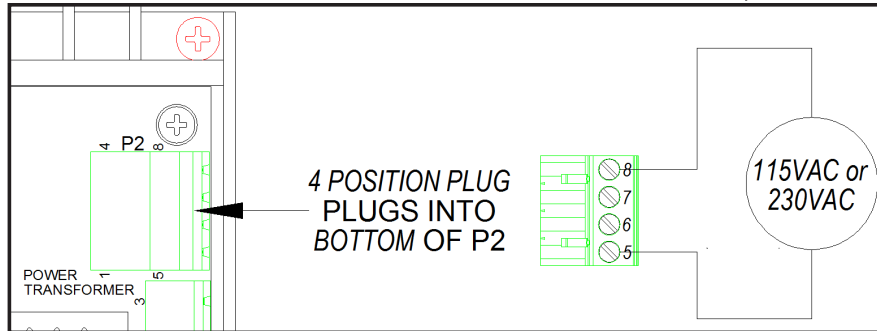 P2
4
8
1
5
POWER
TRANSFORMER
3
4 POSITION PLUG
PLUGS INTO
BOTTOM OF P2
8
7
6
5
115VAC or
230VAC